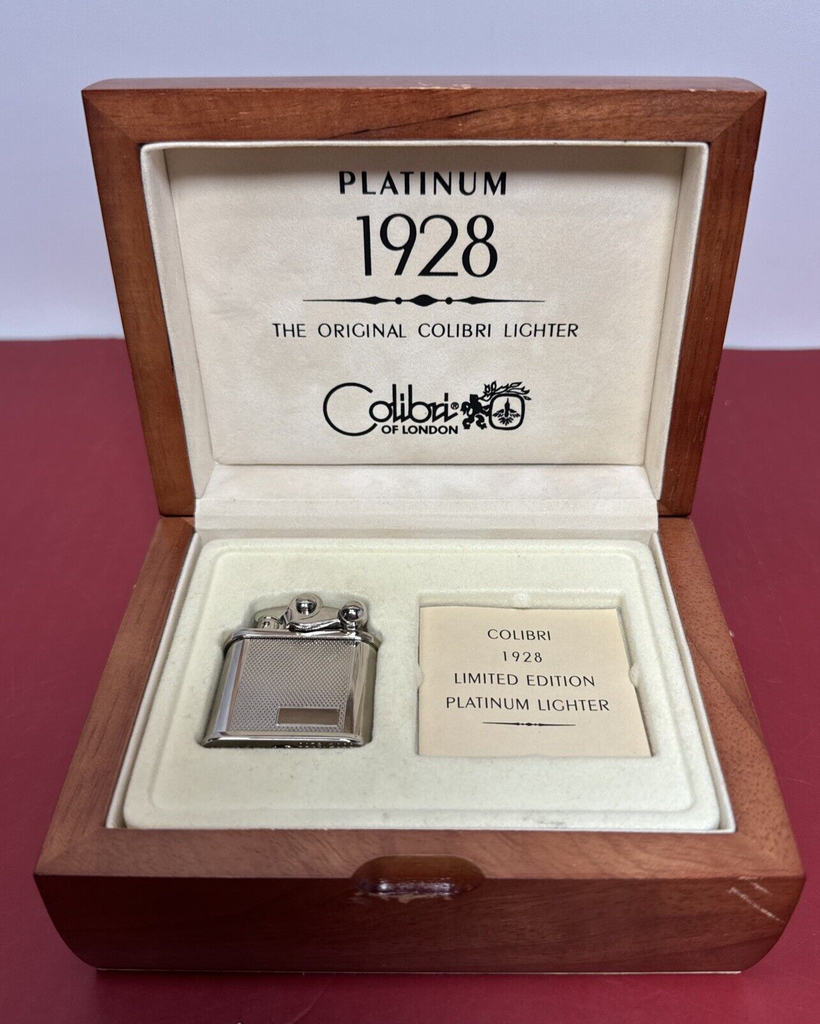 PLATINUM
1928
THE ORIGINAL COLIBRI LIGHTER
Colibri®
OF LONDON
COLIBRI
1928
LIMITED EDITION
PLATINUM LIGHTER